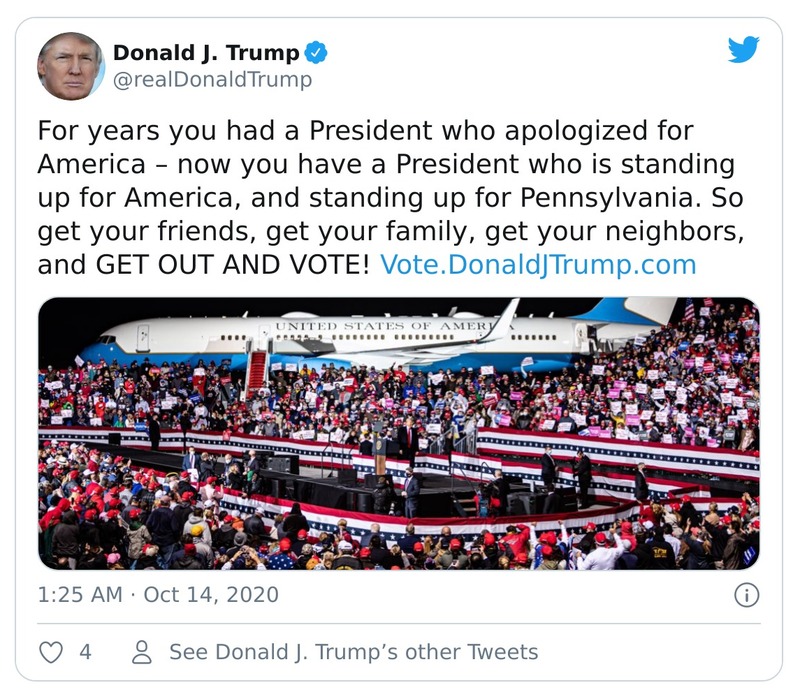 Donald J. Trump
@realDonaldTrump
For years you had a President who apologized for
America – now you have a President who is standing
up for America, and standing up for Pennsylvania. So
get your friends, get your family, get your neighbors,
and GET OUT AND VOTE! Vote.DonaldJTrump.com
UNITED STATES OF AMERICA
1:25 AM · Oct 14, 2020
4
See Donald J. Trump’s other Tweets